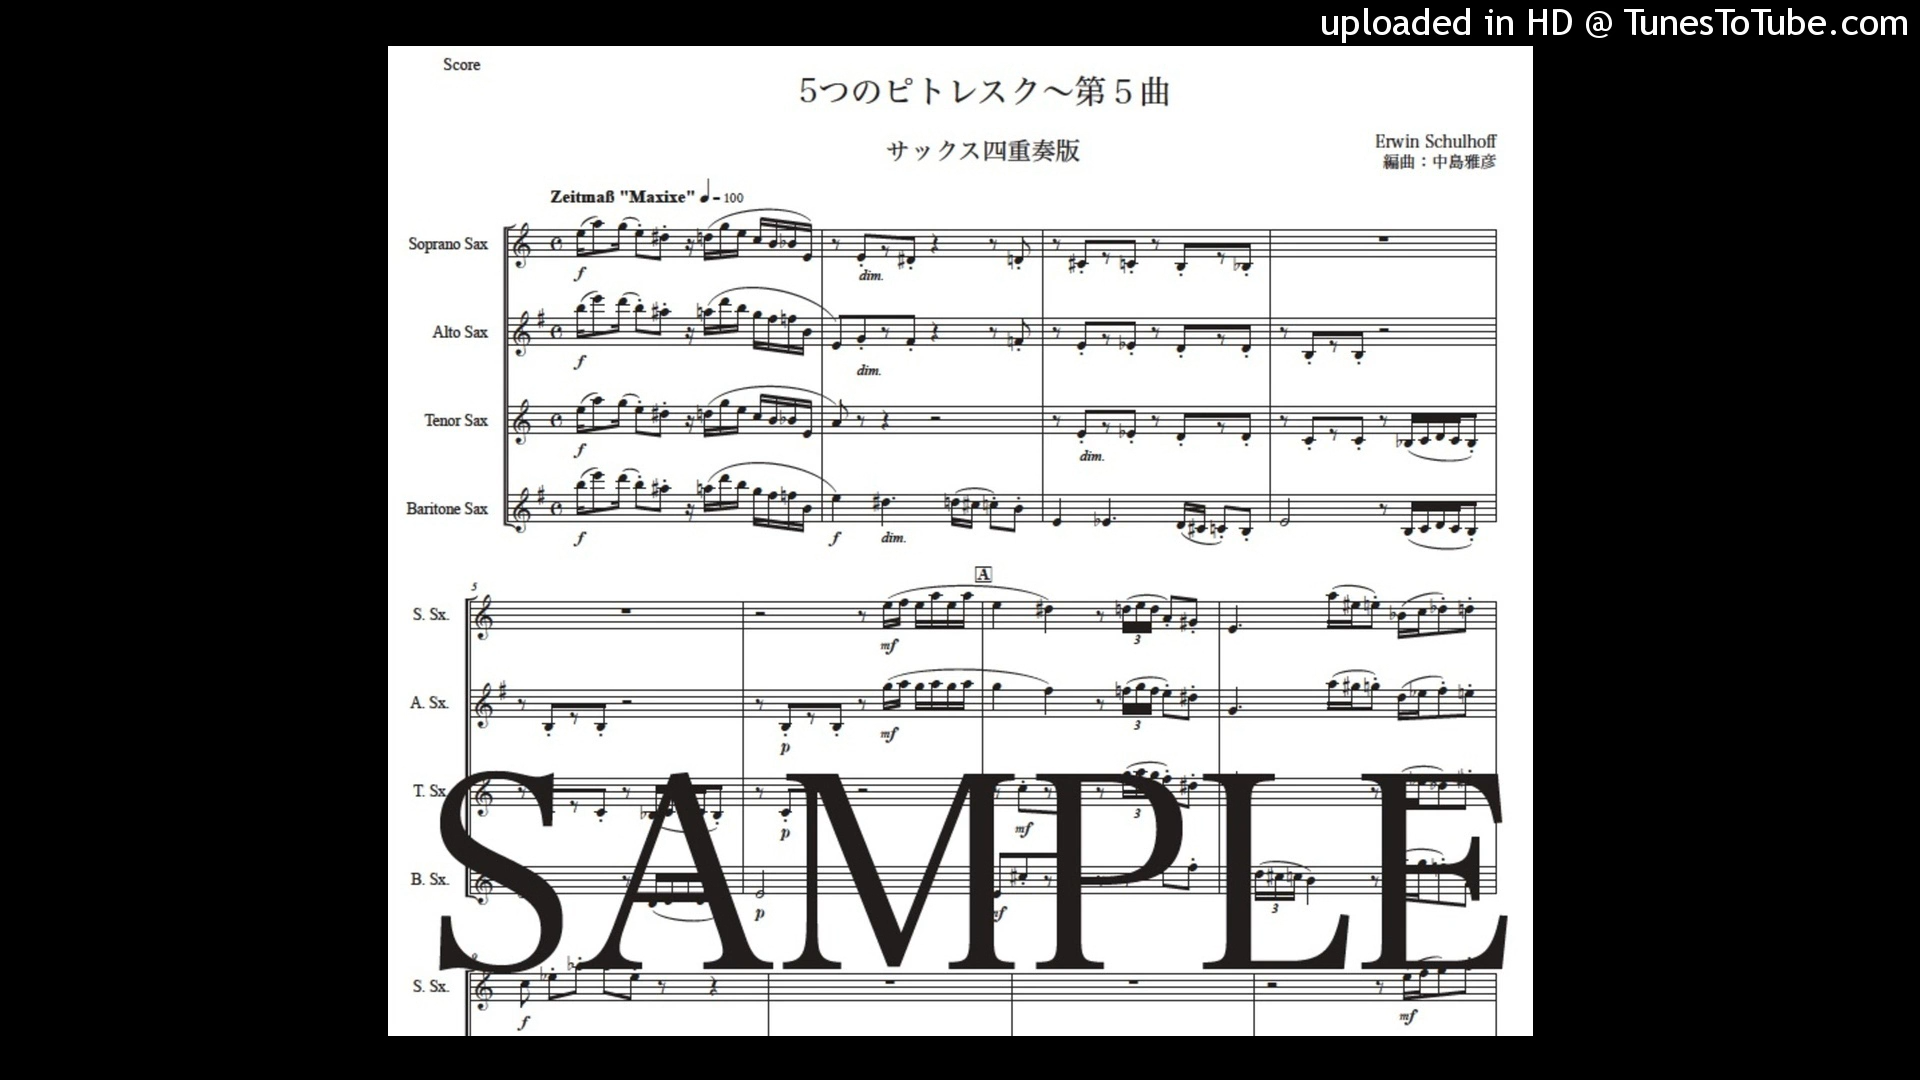 uploaded in HD @ TunesToTube.com
Score
5つのピトレスク～第５曲
サックス四重奏版
Erwin Schulhoff
編曲：中島雅彦
Zeitmaß "Maxixe" ♩= 100
Soprano Sax
f
dim.
Alto Sax
f
dim.
Tenor Sax
f
dim.
Baritone Sax
f
f
dim.
5
A
S. Sx.
mf
3
A. Sx.
p
mf
3
T. Sx.
p
mf
3
B. Sx.
p
mf
3
SAMPLE
S. Sx.
f
mf